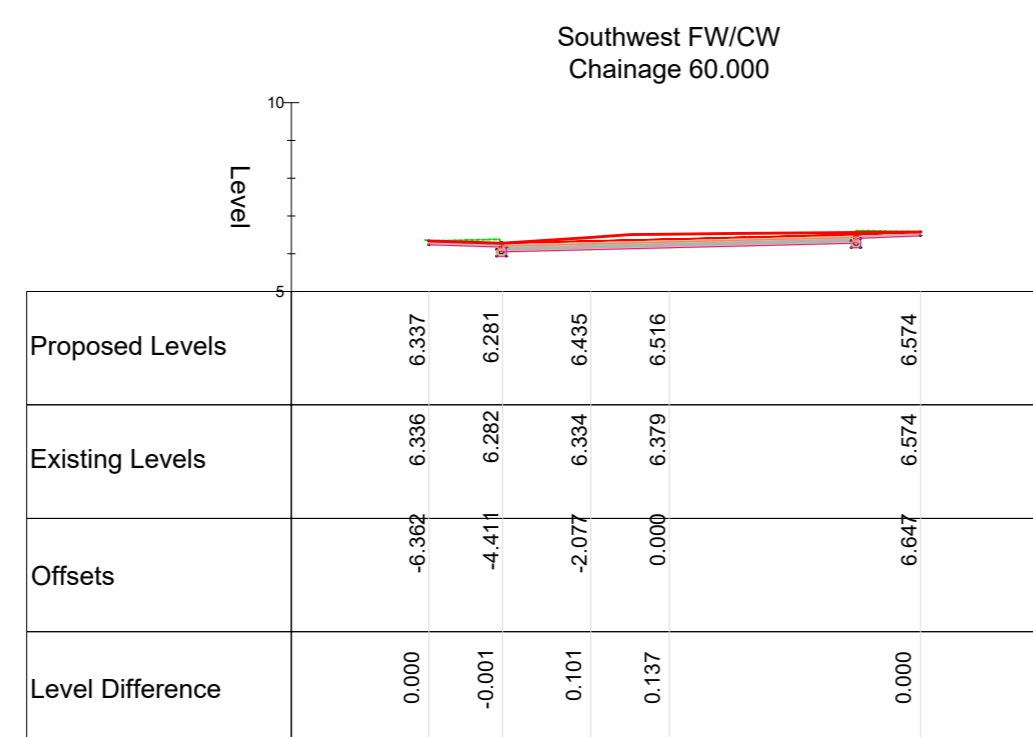 Southwest FW/CW
Chainage 60.000
10
Level
5
Proposed Levels 6.337 6.281 6.435 6.516 6.574
Existing Levels 6.336 6.282 6.334 6.379 6.574
Offsets -6.362 -4.411 -2.077 0.000 6.647
Level Difference 0.000 -0.001 0.101 0.137 0.000